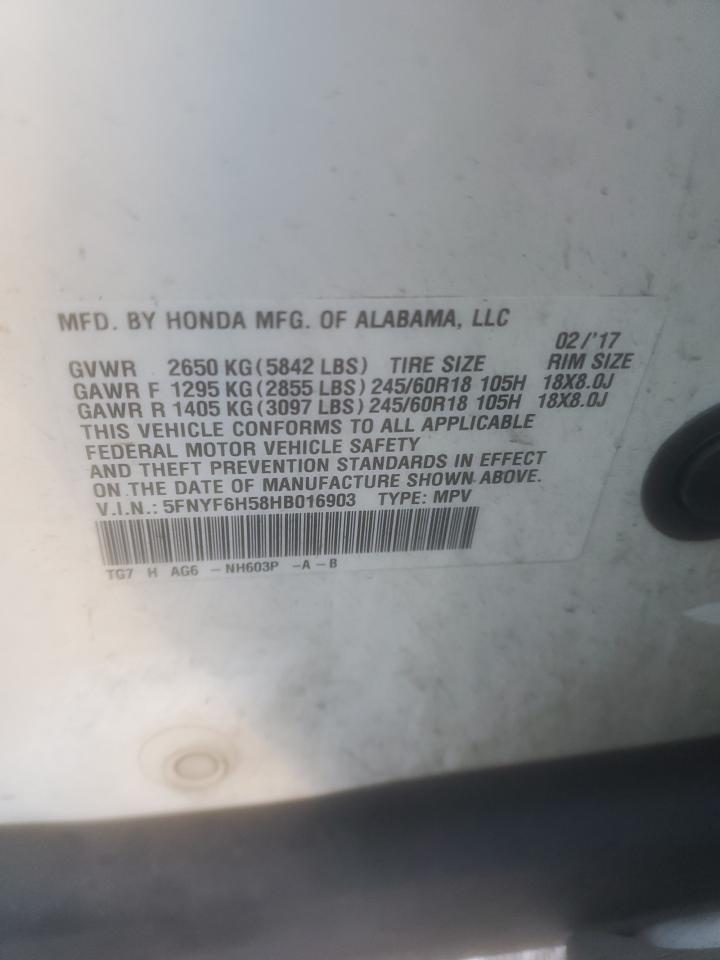 MFD. BY HONDA MFG. OF ALABAMA, LLC
02/'17
GVWR 2650 KG(5842 LBS) TIRE SIZE RIM SIZE
GAWR F 1295 KG(2855 LBS) 245/60R18 105H 18X8.0J
GAWR R 1405 KG(3097 LBS) 245/60R18 105H 18X8.0J
THIS VEHICLE CONFORMS TO ALL APPLICABLE
FEDERAL MOTOR VEHICLE SAFETY
AND THEFT PREVENTION STANDARDS IN EFFECT
ON THE DATE OF MANUFACTURE SHOWN ABOVE.
V.I.N.: 5FNYF6H58HB016903 TYPE: MPV
TG7 H AG6 - NH603P -A-B